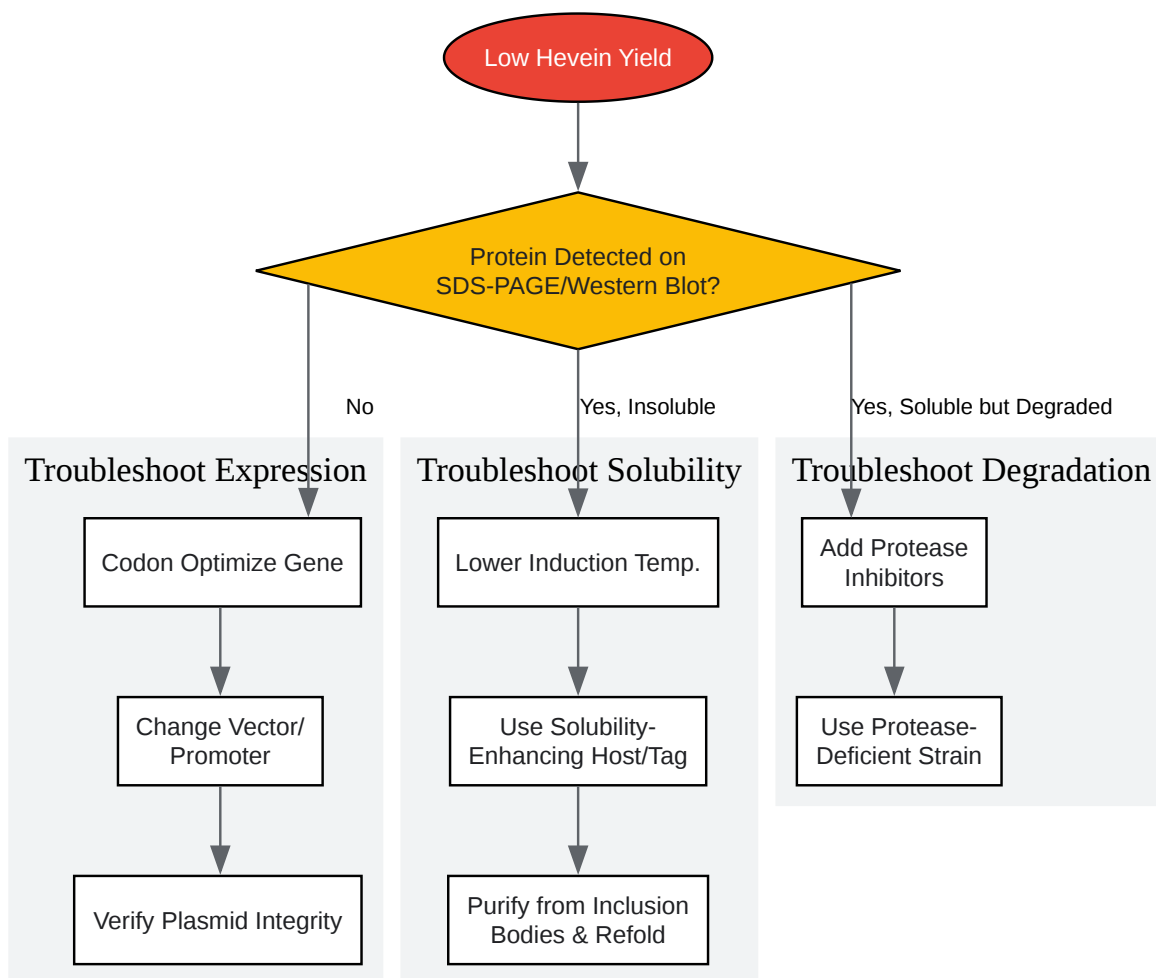 Low Hevein Yield
Protein Detected on
SDS-PAGE/Western Blot?
No
Yes, Insoluble
Yes, Soluble but Degraded
Troubleshoot Expression
Codon Optimize Gene
Change Vector/
Promoter
Verify Plasmid Integrity
Troubleshoot Solubility
Lower Induction Temp.
Use Solubility-
Enhancing Host/Tag
Purify from Inclusion
Bodies & Refold
Troubleshoot Degradation
Add Protease
Inhibitors
Use Protease-
Deficient Strain